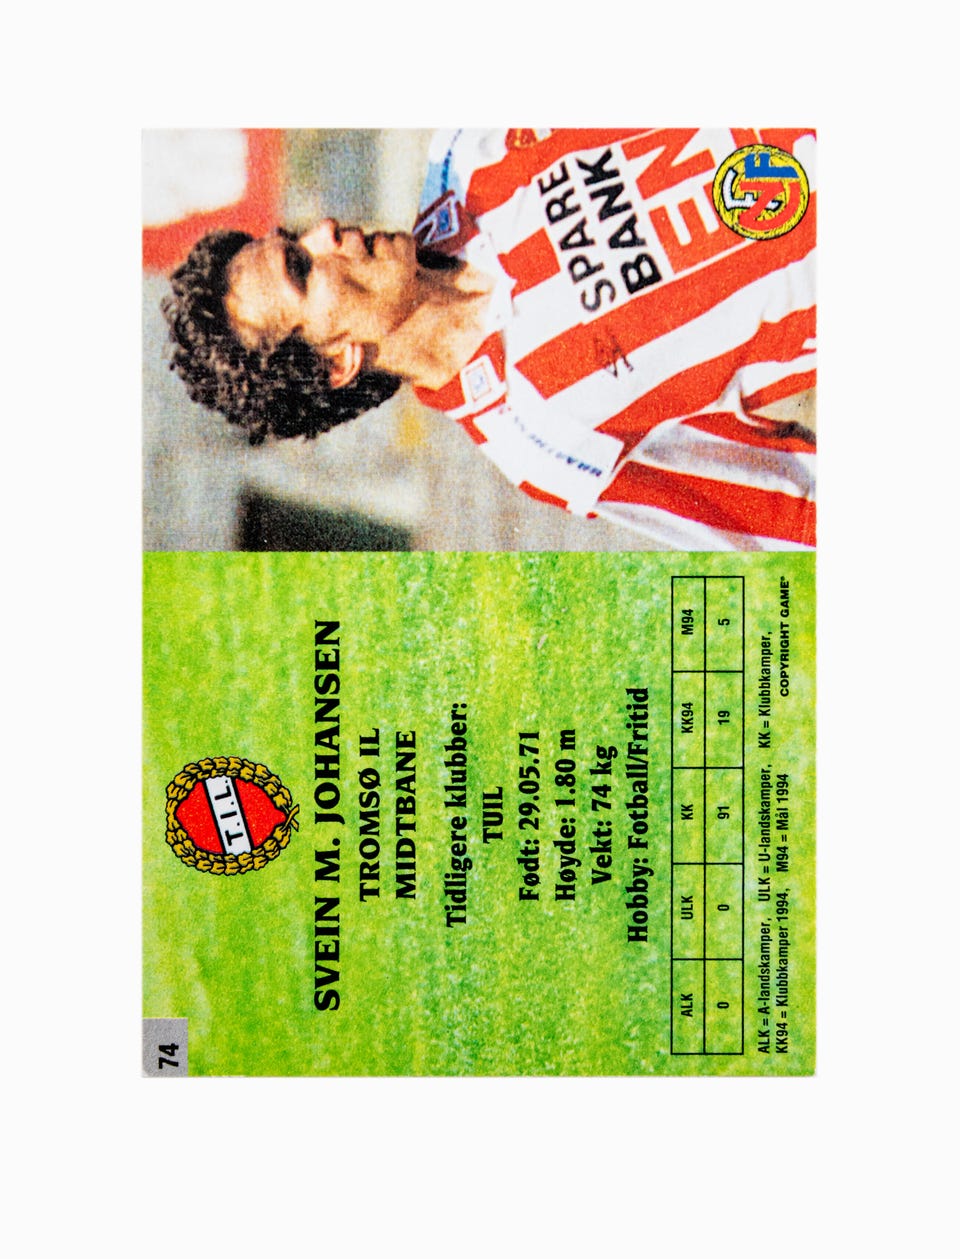 74
T.I.L.
SVEIN M. JOHANSEN
TROMSØ IL
MIDTBANE
Tidligere klubber:
TUIL
Født: 29.05.71
Høyde: 1.80 m
Vekt: 74 kg
Hobby: Fotball/Fritid
ALK ULK KK KK94 M94
0 0 91 19 5
ALK = A-landskamper, ULK = U-landskamper, KK = Klubbkamper,
KK94 = Klubbkamper 1994, M94 = Mål 1994
COPYRIGHT GAME®
SPARE
BANK